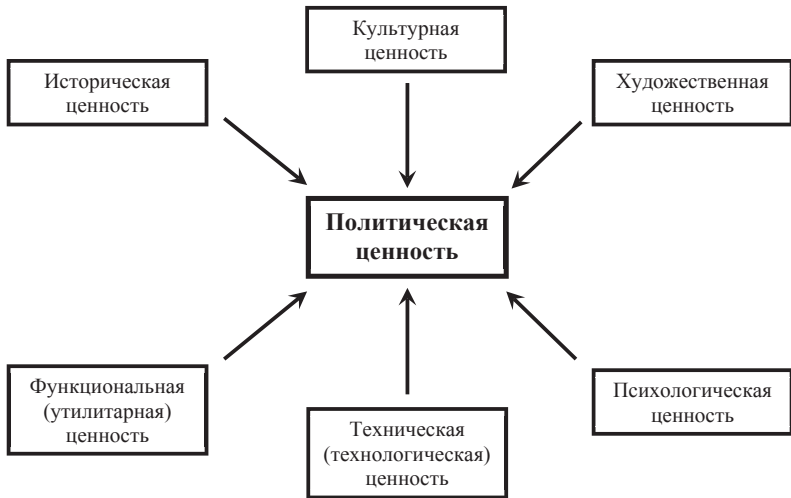 Культурная
ценность
Историческая
ценность
Художественная
ценность
Политическая
ценность
Функциональная
(утилитарная)
ценность
Техническая
(технологическая)
ценность
Психологическая
ценность